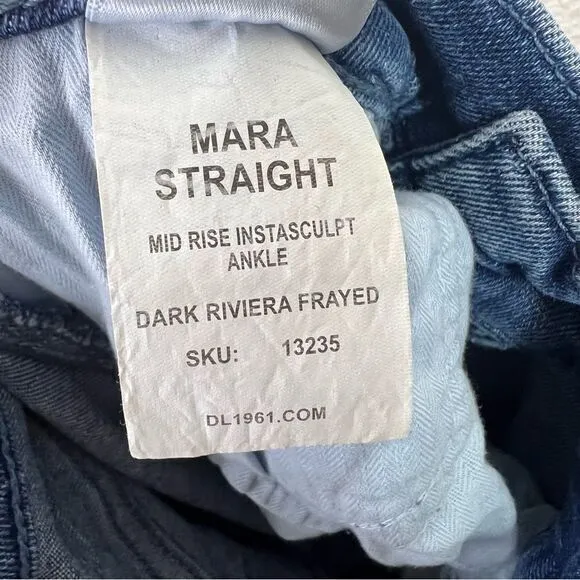 MARA
STRAIGHT
MID RISE INSTASCULPT
ANKLE
DARK RIVIERA FRAYED
SKU: 13235
DL1961.COM